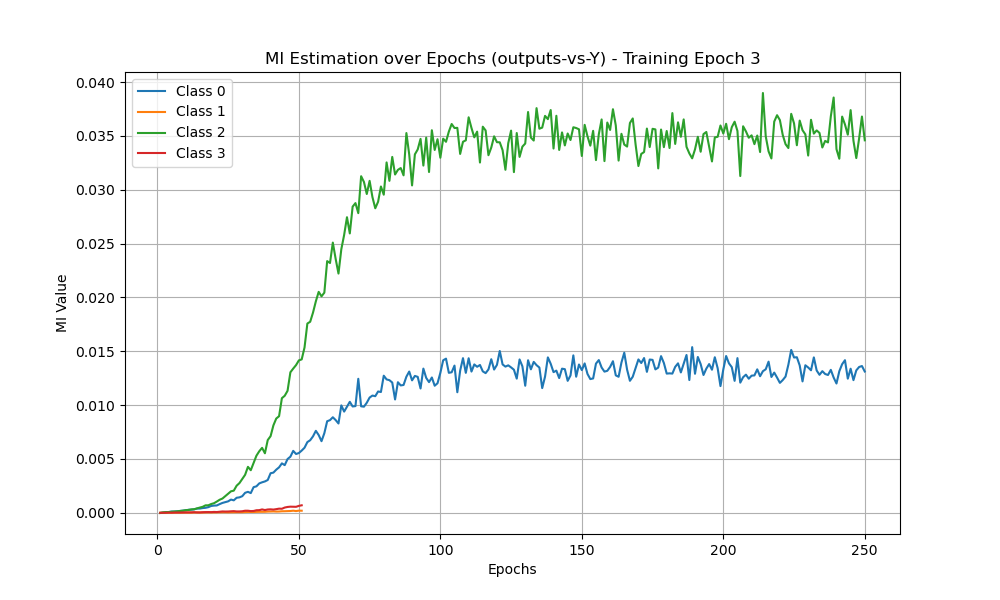 MI Estimation over Epochs (outputs-vs-Y) - Training Epoch 3
Class 0
Class 1
Class 2
Class 3
MI Value
0.040
0.035
0.030
0.025
0.020
0.015
0.010
0.005
0.000
0
50
100
150
200
250
Epochs